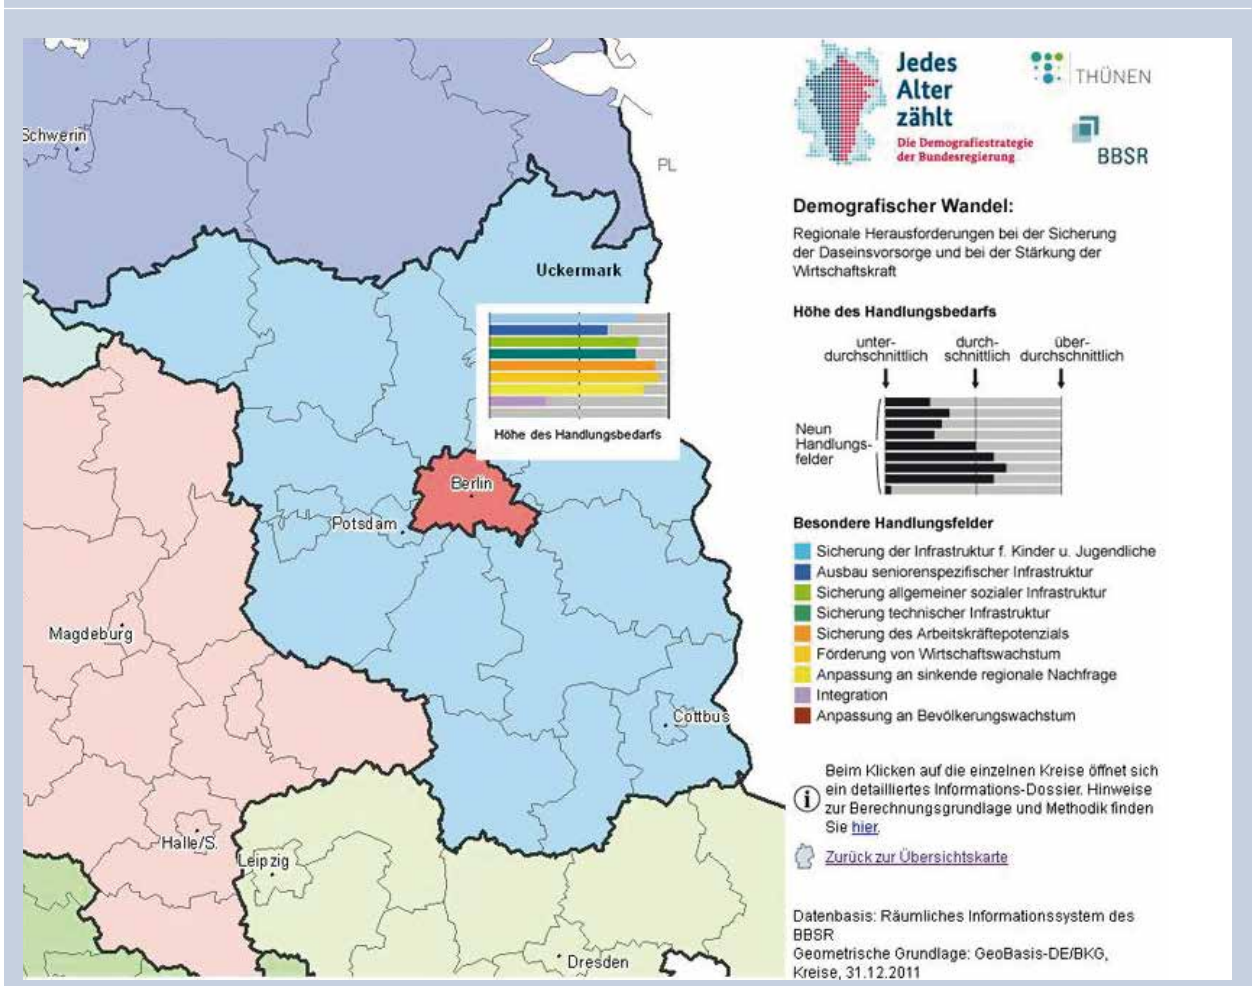 Schwerin
PL
Uckermark
Höhe des Handlungsbedarfs
Berlin
Potsdam
Magdeburg
Cottbus
Halle/S.
Leipzig
Dresden
Jedes
Alter
zählt
Die Demografiestrategie
der Bundesregierung
THÜNEN
BBSR
Demografischer Wandel:
Regionale Herausforderungen bei der Sicherung
der Daseinsvorsorge und bei der Stärkung der
Wirtschaftskraft
Höhe des Handlungsbedarfs
unter-
durchschnittlich
durch-
schnittlich
über-
durchschnittlich
Neun
Handlungs-
felder
Besondere Handlungsfelder
Sicherung der Infrastruktur f. Kinder u. Jugendliche
Ausbau seniorenspezifischer Infrastruktur
Sicherung allgemeiner sozialer Infrastruktur
Sicherung technischer Infrastruktur
Sicherung des Arbeitskräftepotenzials
Förderung von Wirtschaftswachstum
Anpassung an sinkende regionale Nachfrage
Integration
Anpassung an Bevölkerungswachstum
Beim Klicken auf die einzelnen Kreise öffnet sich
ein detailliertes Informations-Dossier. Hinweise
zur Berechnungsgrundlage und Methodik finden
Sie hier.
Zurück zur Übersichtskarte
Datenbasis: Räumliches Informationssystem des
BBSR
Geometrische Grundlage: GeoBasis-DE/BKG,
Kreise, 31.12.2011